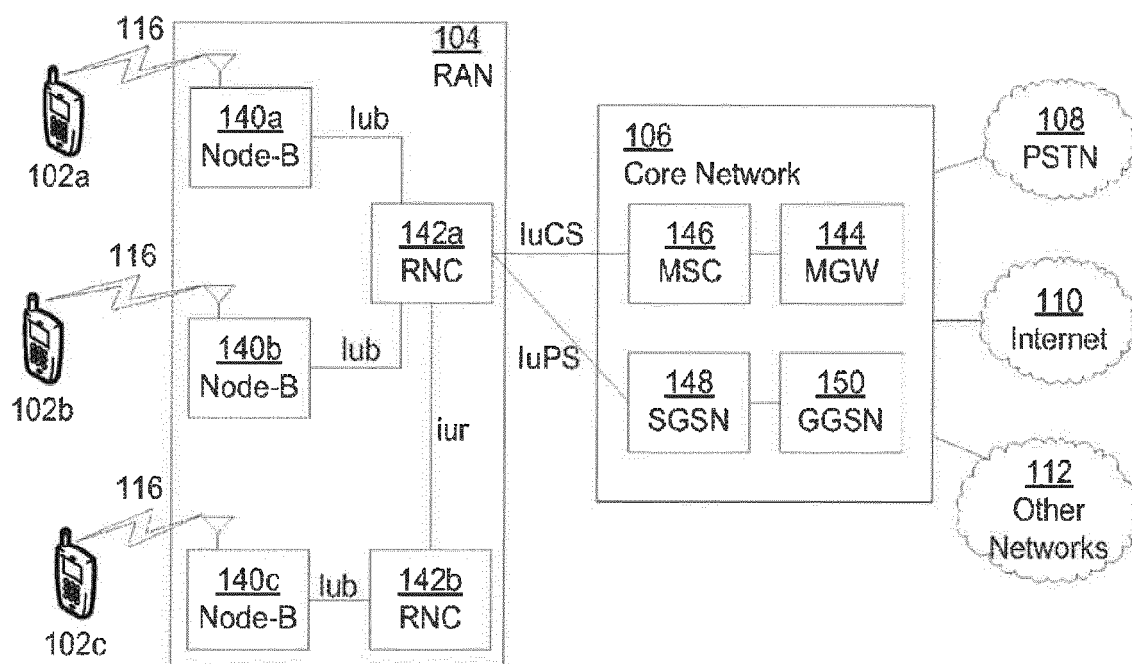 116
104
RAN
102a
140a
Node-B
Iub
106
Core Network
108
PSTN
142a
RNC
IuCS
146
MSC
144
MGW
116
102b
140b
Node-B
Iub
IuPS
148
SGSN
150
GGSN
110
Internet
iur
116
102c
140c
Node-B
Iub
142b
RNC
112
Other
Networks